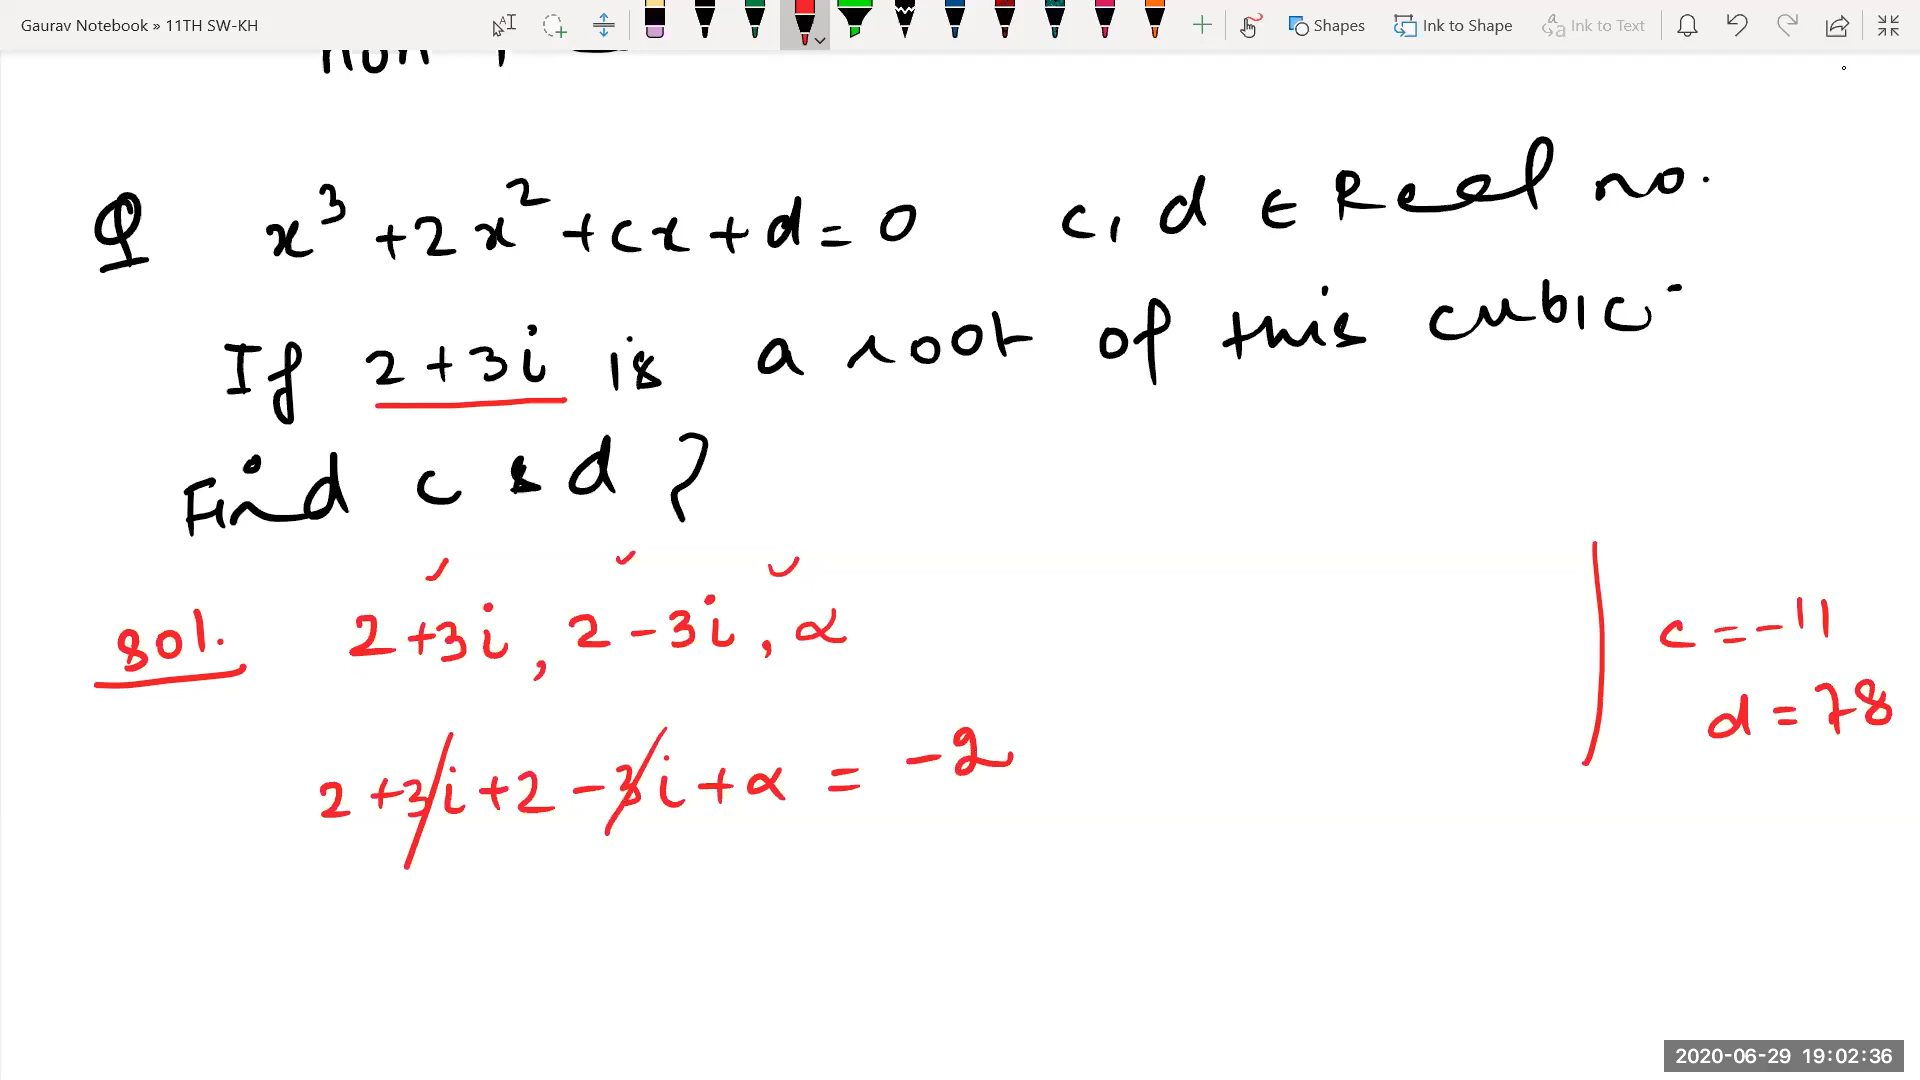 Gaurav Notebook » 11TH SW-KH
Shapes Ink to Shape Ink to Text
Q x³ + 2x² + cx + d = 0 c, d ∈ Real no.
If 2 + 3i is a root of this cubic.
Find c & d ?
Sol. 2 + 3i, 2 - 3i, α
c = -11
d = 78
2 + 3i + 2 - 3i + α = -2
2020-06-29 19:02:36